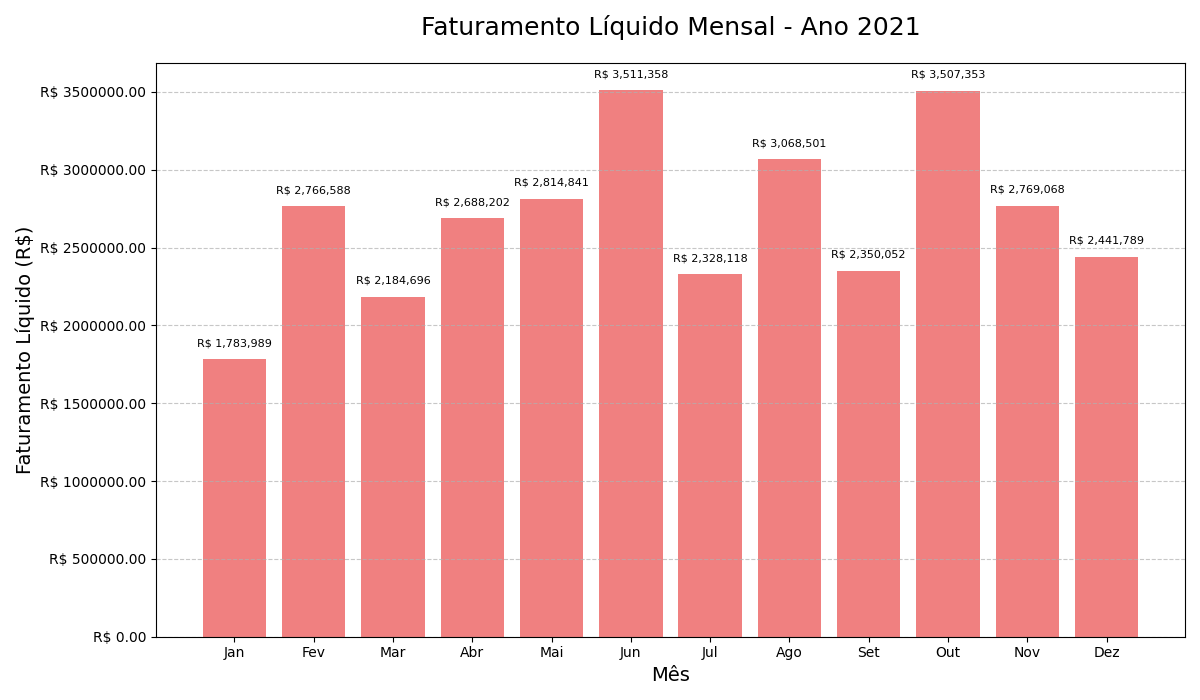 Faturamento Líquido Mensal - Ano 2021
Faturamento Líquido (R$)
R$ 3500000.00
R$ 3000000.00
R$ 2500000.00
R$ 2000000.00
R$ 1500000.00
R$ 1000000.00
R$ 500000.00
R$ 0.00
R$ 1,783,989
R$ 2,766,588
R$ 2,184,696
R$ 2,688,202
R$ 2,814,841
R$ 3,511,358
R$ 2,328,118
R$ 3,068,501
R$ 2,350,052
R$ 3,507,353
R$ 2,769,068
R$ 2,441,789
Jan Fev Mar Abr Mai Jun Jul Ago Set Out Nov Dez
Mês